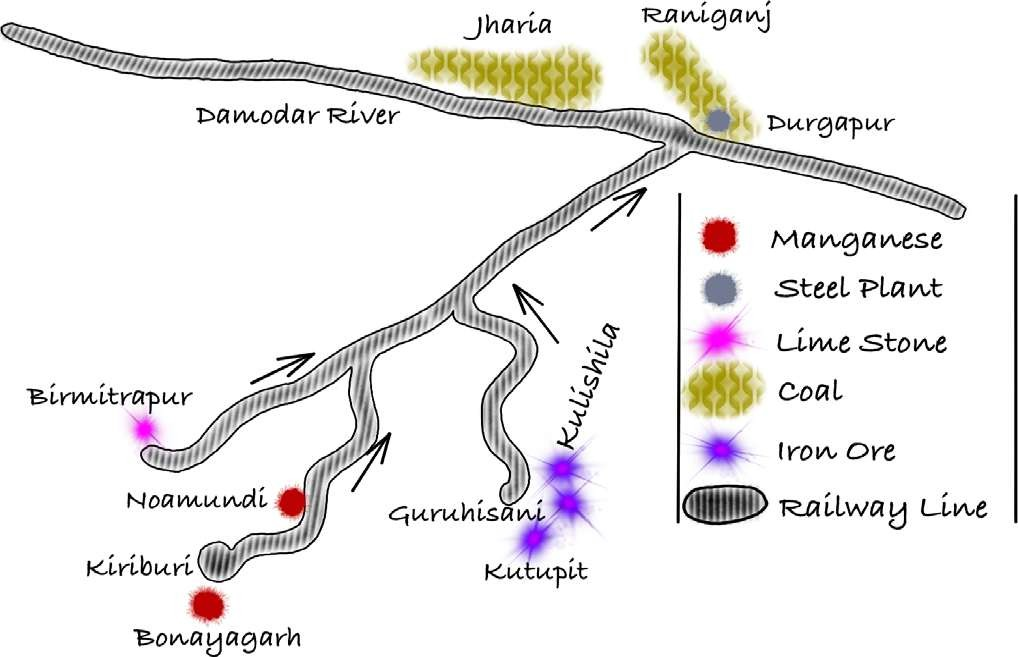 Jharia
Raniganj
Damodar River
Durgapur
Manganese
Steel Plant
Lime Stone
Coal
Iron Ore
Railway Line
Birmitrapur
Kulishila
Noamundi
Guruhisani
Kiriburi
Kutupit
Bonayagarh